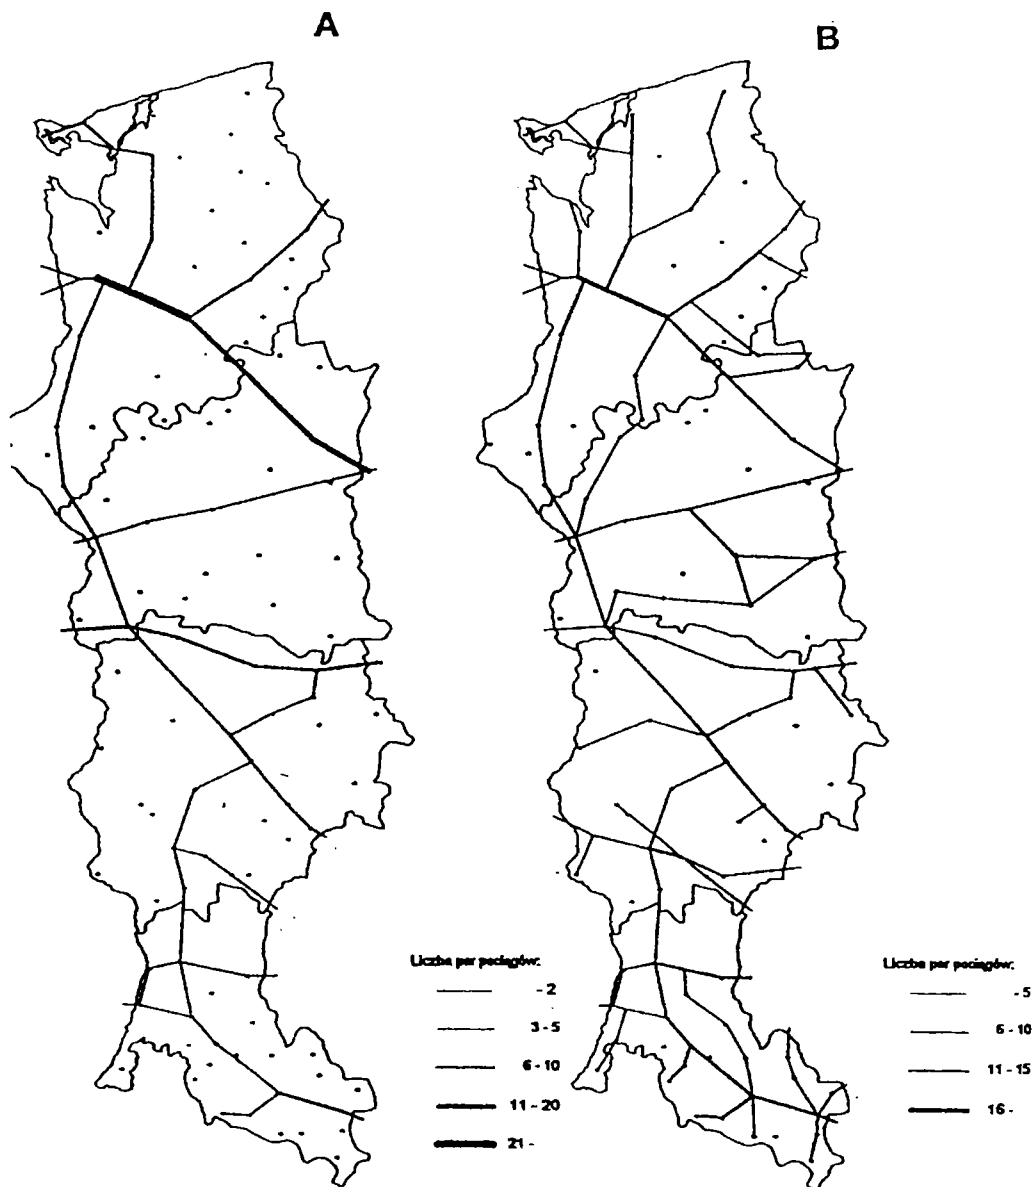 A
B
Liczba par pociągów:
- 2
3 - 5
6 - 10
11 - 20
21 -
Liczba par pociągów:
- 5
6 - 10
11 - 15
16 -